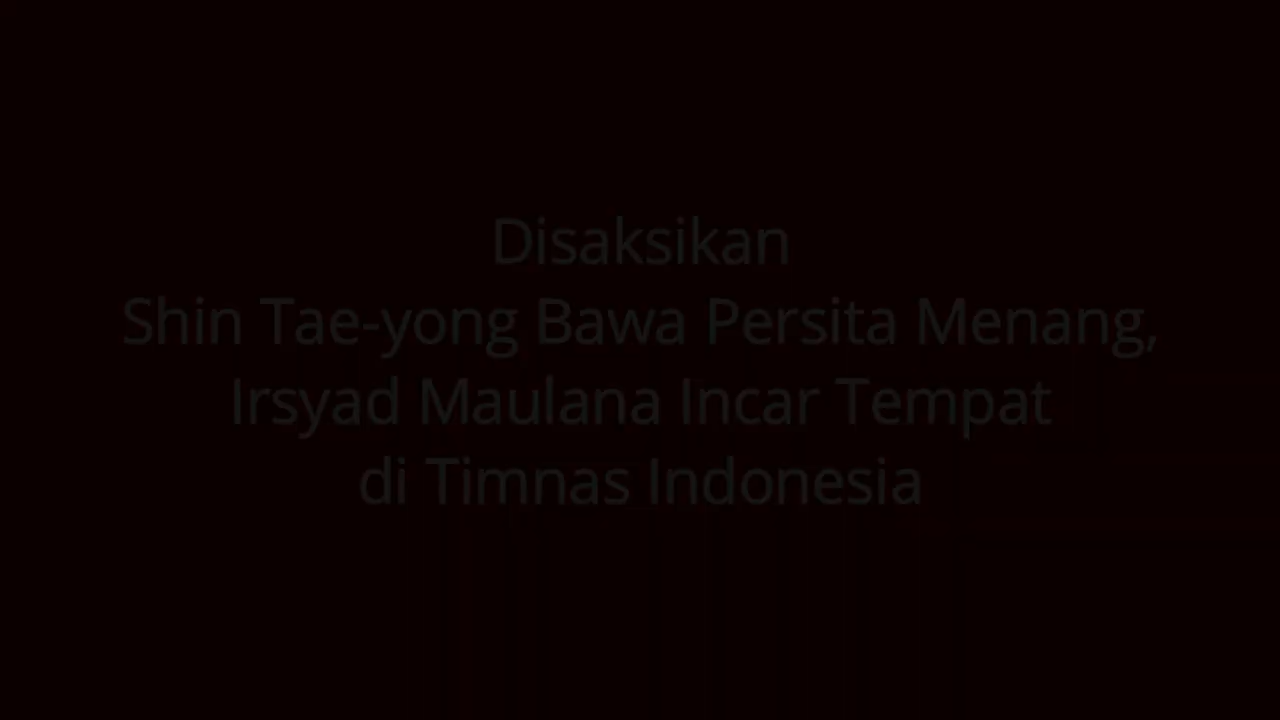 Disaksikan
Shin Tae-yong Bawa Persita Menang,
Irsyad Maulana Incar Tempat
di Timnas Indonesia